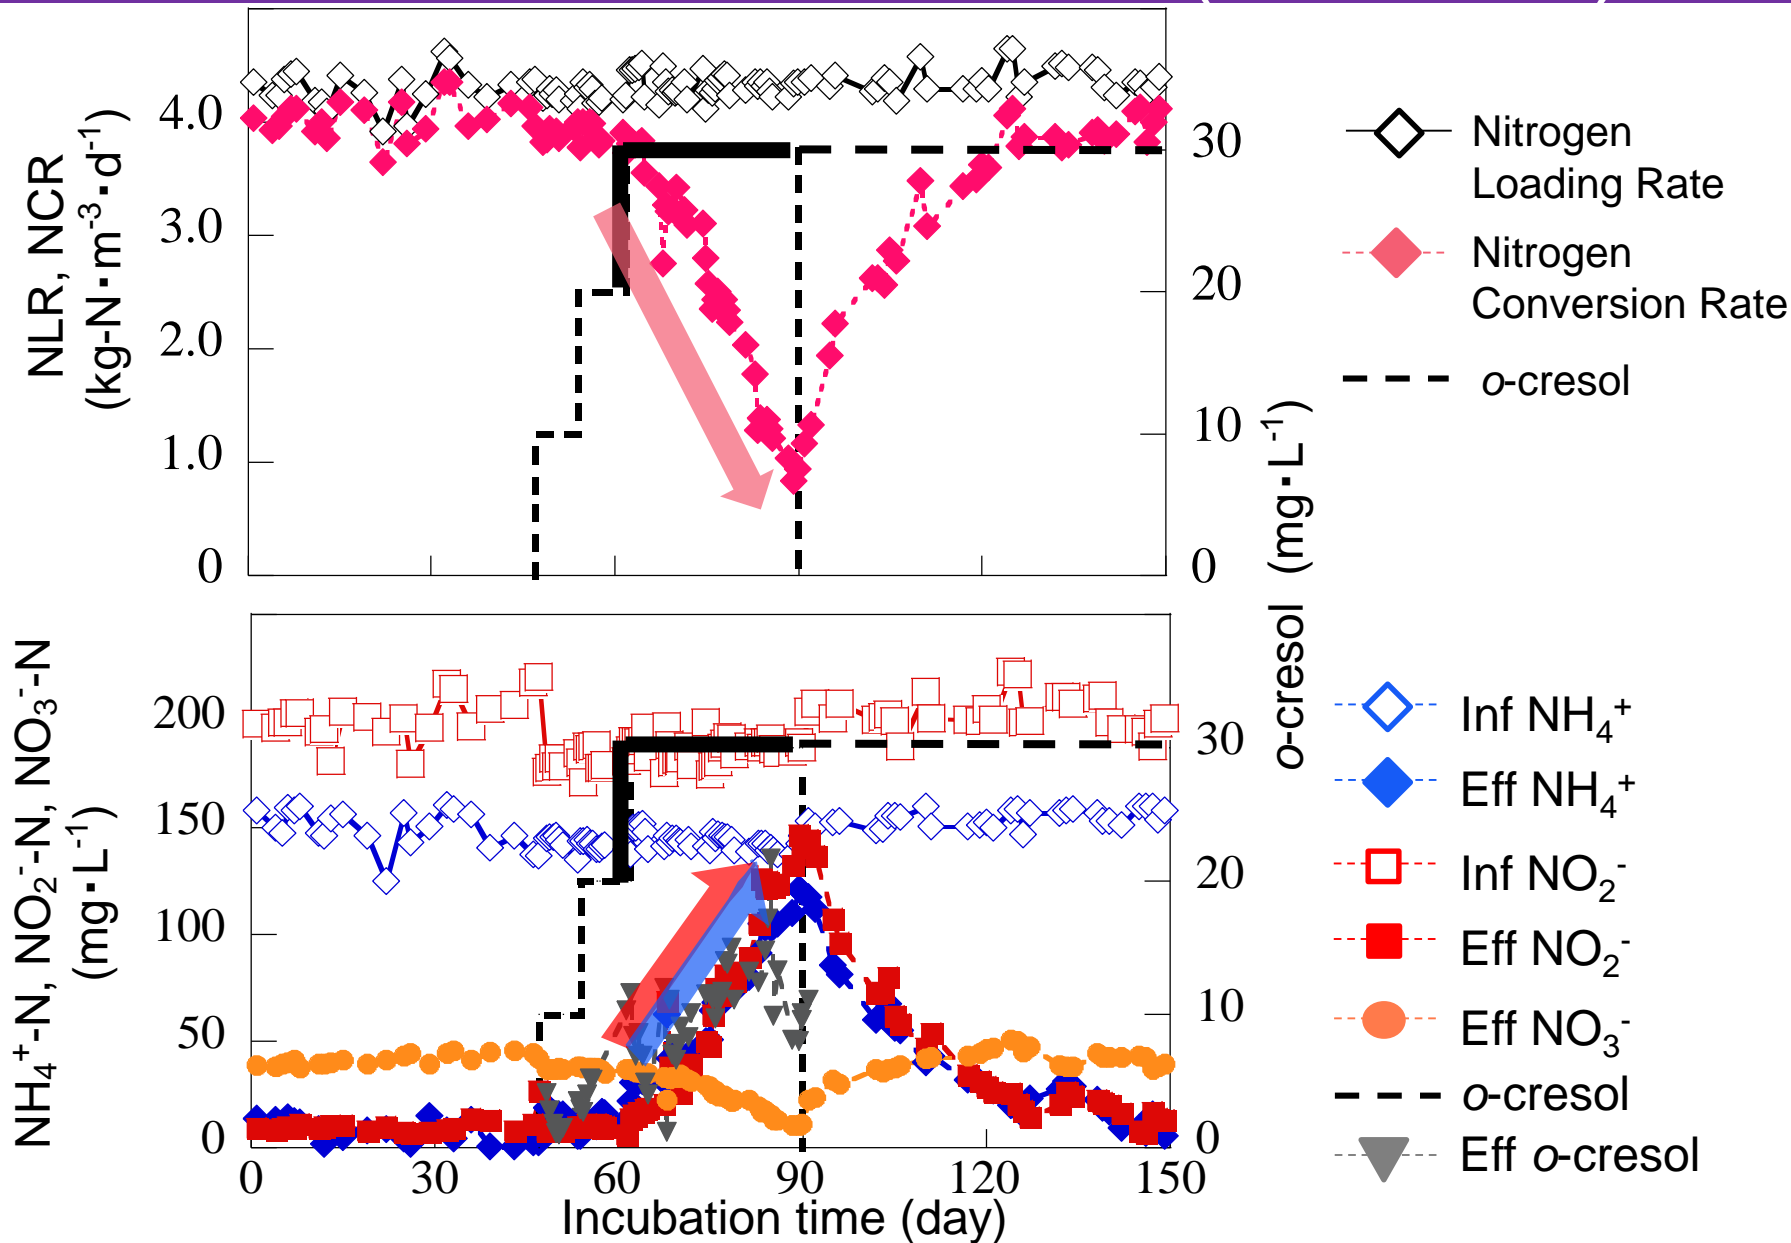 NLR, NCR
(kg-N·m⁻³·d⁻¹)
4.0
3.0
2.0
1.0
0
30
20
10
0
Nitrogen
Loading Rate
Nitrogen
Conversion Rate
o-cresol
o-cresol (mg·L⁻¹)
NH₄⁺-N, NO₂⁻-N, NO₃⁻-N
(mg·L⁻¹)
200
150
100
50
0
30
20
10
0
0 30 60 90 120 150
Incubation time (day)
Inf NH₄⁺
Eff NH₄⁺
Inf NO₂⁻
Eff NO₂⁻
Eff NO₃⁻
o-cresol
Eff o-cresol